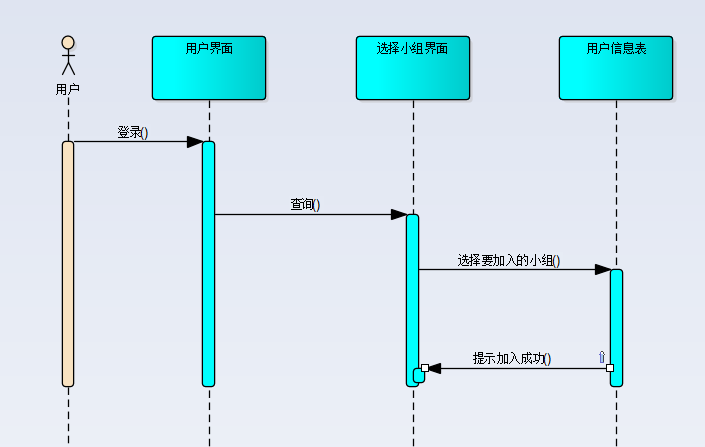 用户
用户界面
选择小组界面
用户信息表
登录()
查询()
选择要加入的小组()
提示加入成功()